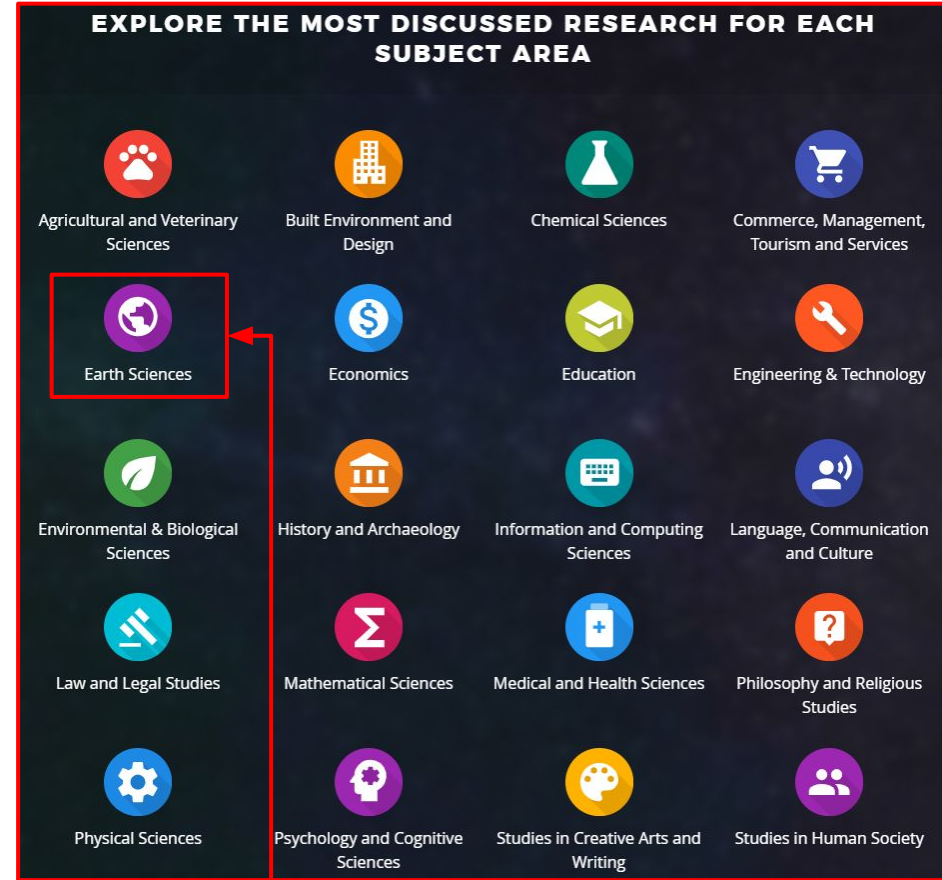 EXPLORE THE MOST DISCUSSED RESEARCH FOR EACH
SUBJECT AREA
Agricultural and Veterinary
Sciences
Built Environment and
Design
Chemical Sciences
Commerce, Management,
Tourism and Services
Earth Sciences
Economics
Education
Engineering & Technology
Environmental & Biological
Sciences
History and Archaeology
Information and Computing
Sciences
Language, Communication
and Culture
Law and Legal Studies
Mathematical Sciences
Medical and Health Sciences
Philosophy and Religious
Studies
Physical Sciences
Psychology and Cognitive
Sciences
Studies in Creative Arts and
Writing
Studies in Human Society